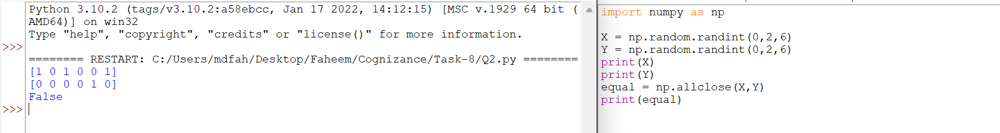 Python 3.10.2 (tags/v3.10.2:a58ebcc, Jan 17 2022, 14:12:15) [MSC v.1929 64 bit (
AMD64)] on win32
Type "help", "copyright", "credits" or "license()" for more information.
>>>
======== RESTART: C:/Users/mdfah/Desktop/Faheem/Cognizance/Task-8/Q2.py ========
[1 0 1 0 0 1]
[0 0 0 0 1 0]
False
>>>
import numpy as np
X = np.random.randint(0,2,6)
Y = np.random.randint(0,2,6)
print(X)
print(Y)
equal = np.allclose(X,Y)
print(equal)